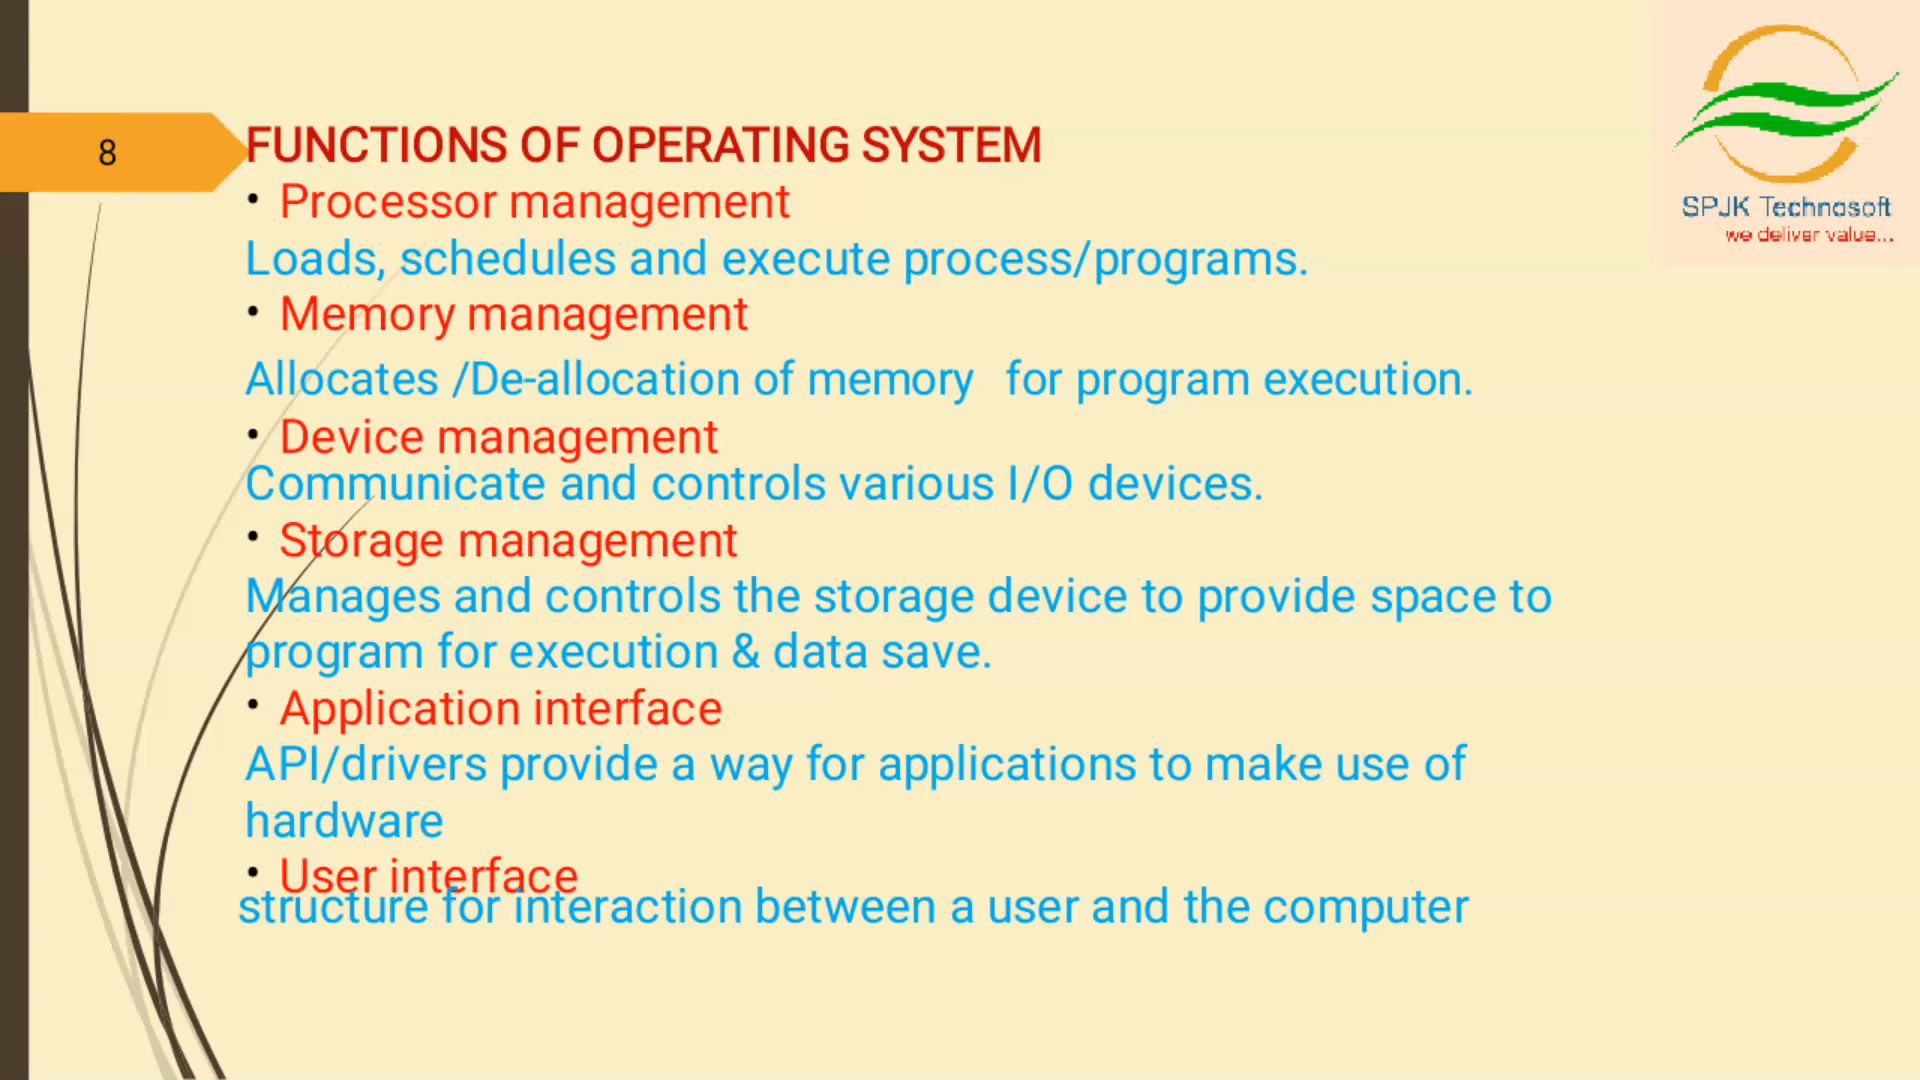 8
FUNCTIONS OF OPERATING SYSTEM
• Processor management
Loads, schedules and execute process/programs.
• Memory management
Allocates /De-allocation of memory for program execution.
• Device management
Communicate and controls various I/O devices.
• Storage management
Manages and controls the storage device to provide space to
program for execution & data save.
• Application interface
API/drivers provide a way for applications to make use of
hardware
• User interface
structure for interaction between a user and the computer
SPJK Technosoft
we deliver value...